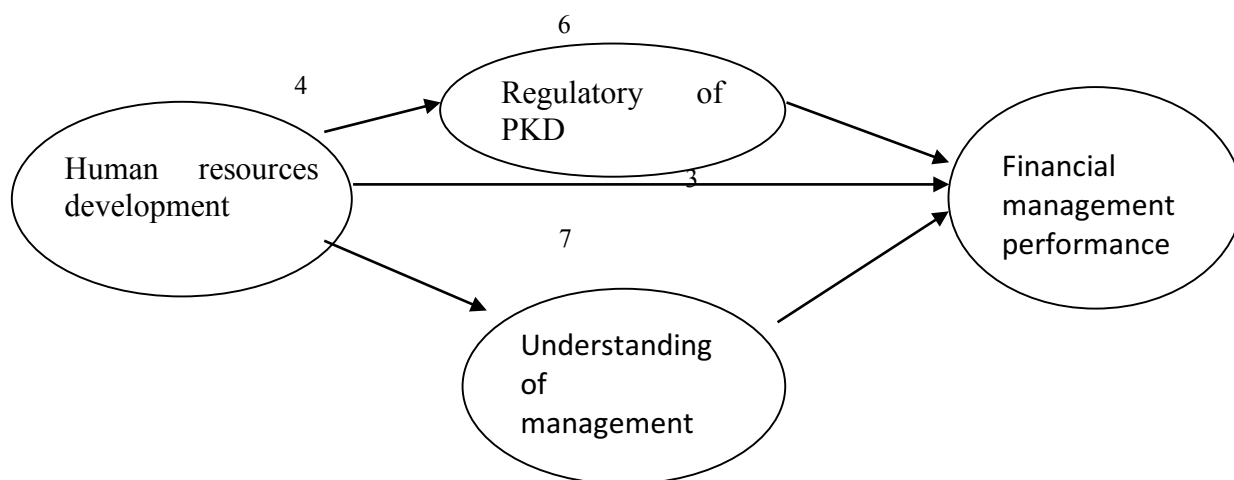 6
4
Regulatory of
PKD
Human resources
development
3
Financial
management
performance
7
Understanding
of
management